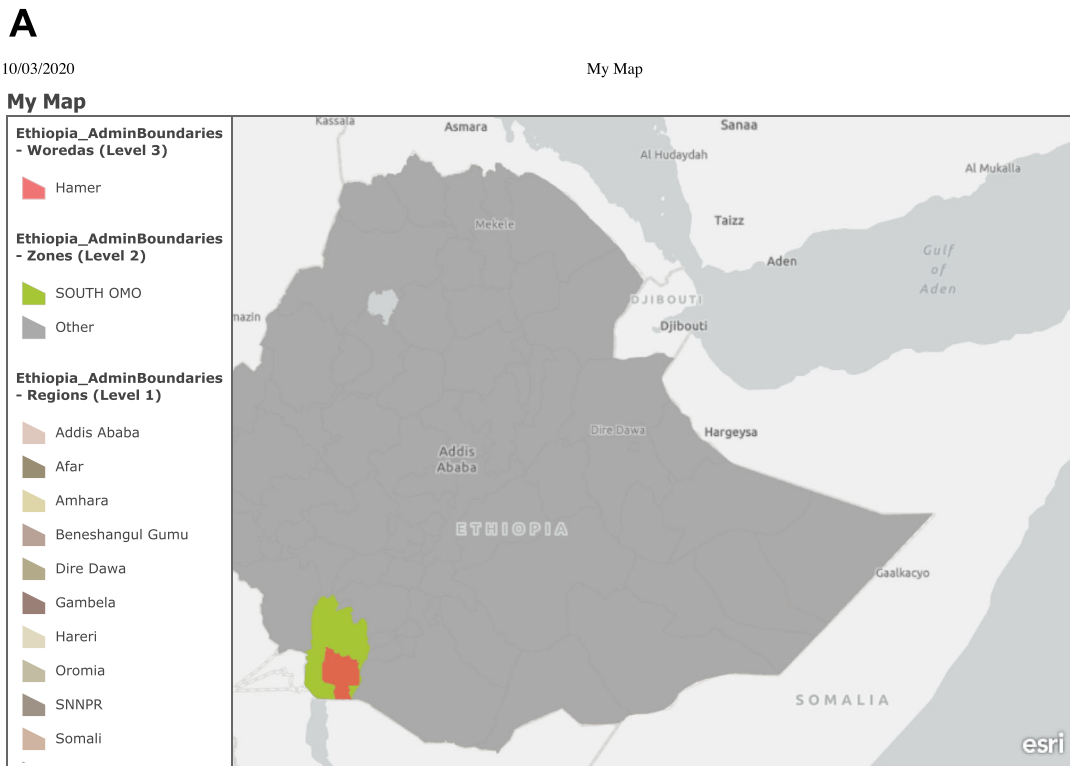 A
10/03/2020
My Map
My Map
Ethiopia_AdminBoundaries
- Woredas (Level 3)
Hamer
Ethiopia_AdminBoundaries
- Zones (Level 2)
SOUTH OMO
Other
Ethiopia_AdminBoundaries
- Regions (Level 1)
Addis Ababa
Afar
Amhara
Beneshangul Gumu
Dire Dawa
Gambela
Hareri
Oromia
SNNPR
Somali
Kassala
Asmara
Sanaa
Al Hudaydah
Al Mukalla
Mekele
Taizz
Gulf
of
Aden
Aden
DJIBOUTI
mazin
Djibouti
Dire Dawa
Hargeysa
Addis
Ababa
ETHIOPIA
Gaalkacyo
SOMALIA
esri